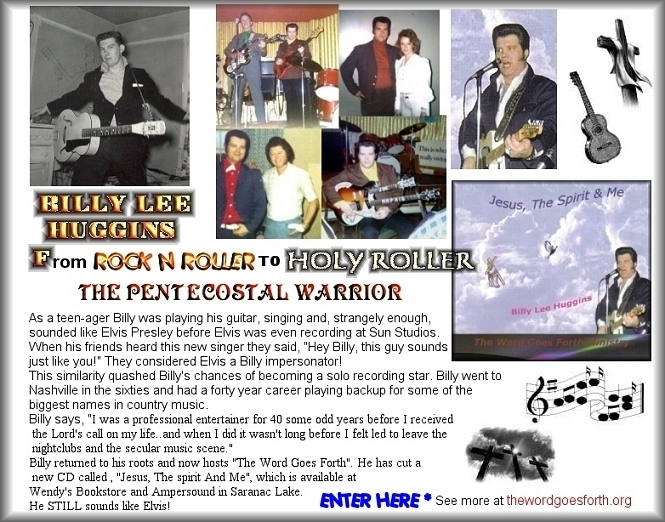 BILLY LEE
HUGGINS
From ROCK N ROLLER TO HOLY ROLLER
THE PENTECOSTAL WARRIOR
Jesus, The Spirit & Me
Billy Lee Huggins
The Word Goes Forth Ministry
As a teen-ager Billy was playing his guitar, singing and, strangely enough,
sounded like Elvis Presley before Elvis was even recording at Sun Studios.
When his friends heard this new singer they said, "Hey Billy, this guy sounds
just like you!" They considered Elvis a Billy impersonator!
This similarity quashed Billy's chances of becoming a solo recording star. Billy went to
Nashville in the sixties and had a forty year career playing backup for some of the
biggest names in country music.
Billy says, "I was a professional entertainer for 40 some odd years before I received
the Lord's call on my life..and when I did it wasn't long before I felt led to leave the
nightclubs and the secular music scene."
Billy returned to his roots and now hosts "The Word Goes Forth". He has cut a
new CD called , "Jesus, The spirit And Me", which is available at
Wendy's Bookstore and Ampersound in Saranac Lake.
He STILL sounds like Elvis!
ENTER HERE * See more at thewordgoesforth.org